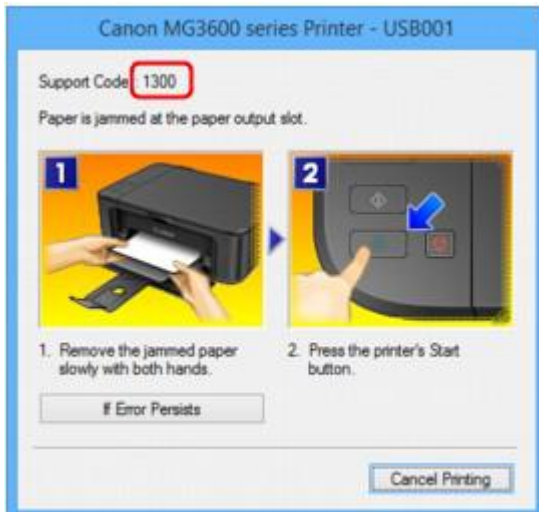 Canon MG3600 series Printer - USB001
Support Code : 1300
Paper is jammed at the paper output slot.
1
2
1. Remove the jammed paper
slowly with both hands.
2. Press the printer's Start
button.
If Error Persists
Cancel Printing